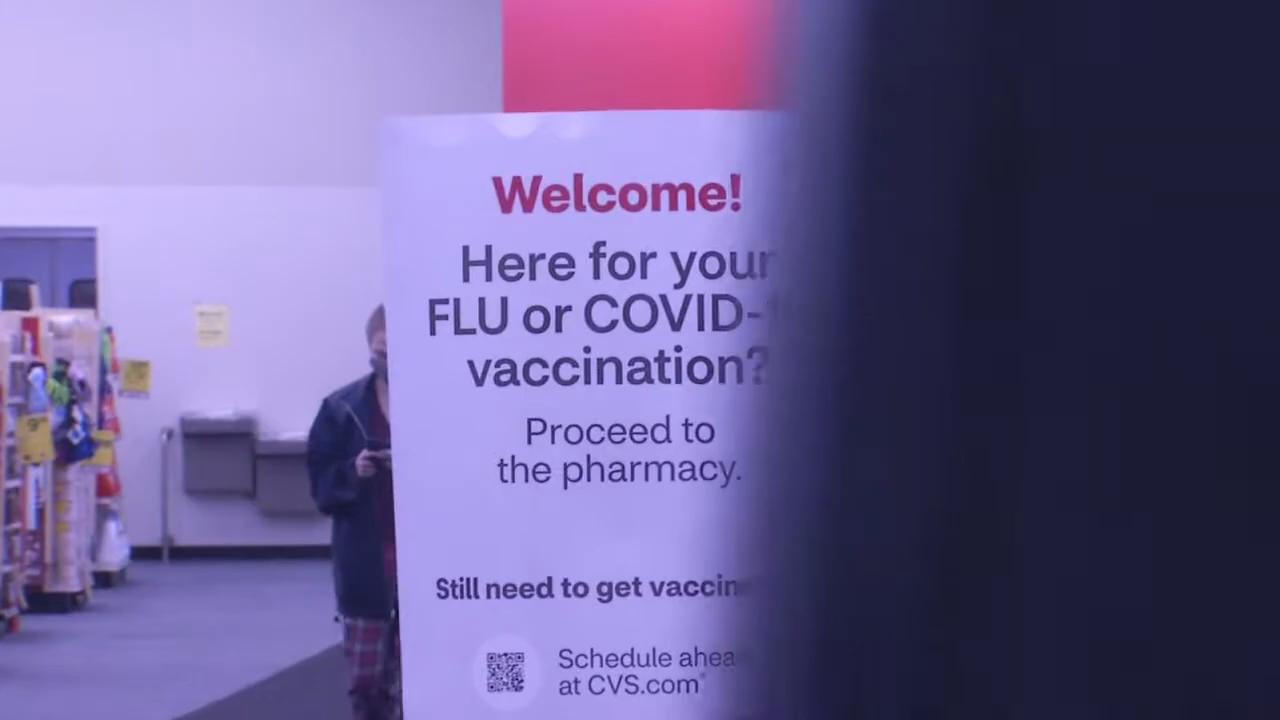 Welcome!
Here for your
FLU or COVID-
vaccination?
Proceed to
the pharmacy.
Still need to get
Schedule
at CVS.com
9